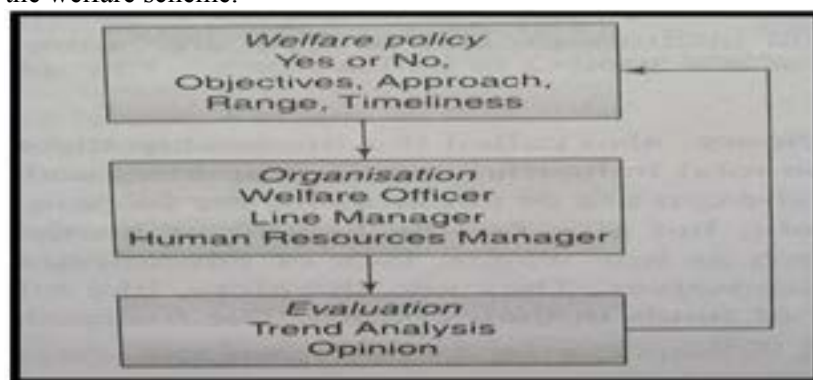 the welfare scheme.
Welfare policy
Yes or No,
Objectives, Approach,
Range, Timeliness
Organisation
Welfare Officer
Line Manager
Human Resources Manager
Evaluation
Trend Analysis
Opinion